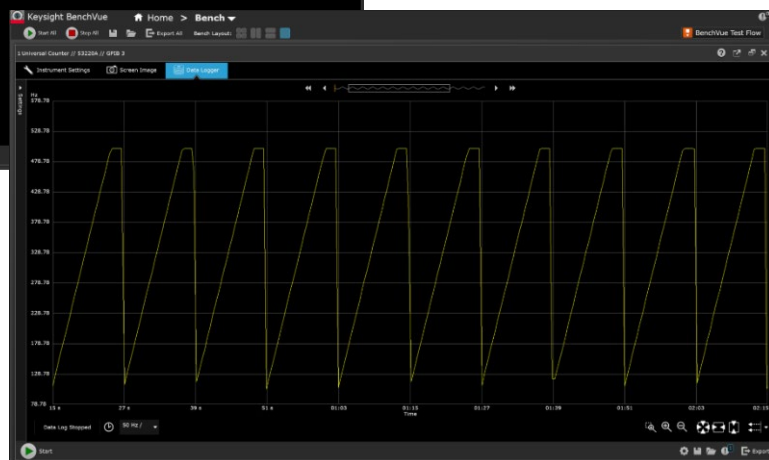 Keysight BenchVue
Home > Bench
Start All Stop All Export All Bench Layout: BenchVue Test Flow
Universal Counter // 53220A // GPIB 3
Instrument Settings Screen Image Data Logger
Settings
Hz
578.78
528.78
478.78
428.78
378.78
328.78
278.78
228.78
178.78
128.78
78.78
15 s 27 s 39 s 51 s 01:03 01:15 01:27 01:39 01:51 02:03 02:15
Time
Data Log Stopped 50 Hz /
Start Export